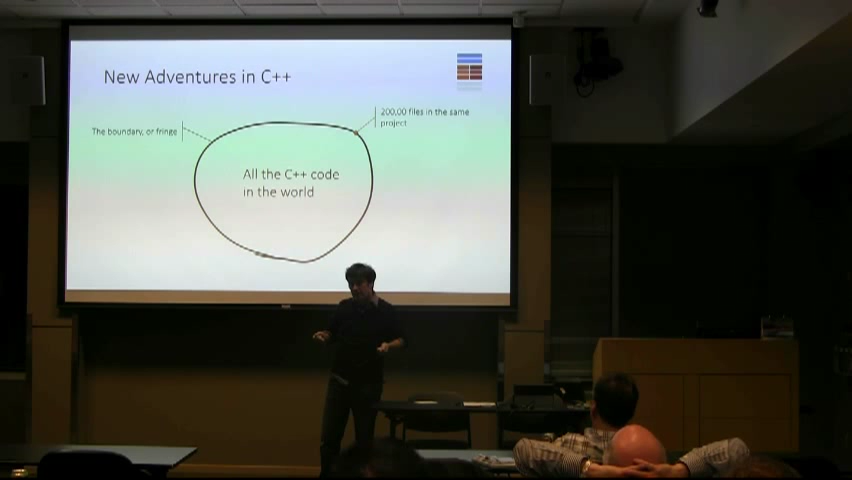 New Adventures in C++
200,00 files in the same
project
The boundary, or fringe
All the C++ code
in the world